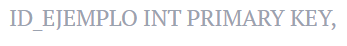 ID_EJEMPLO INT PRIMARY KEY,